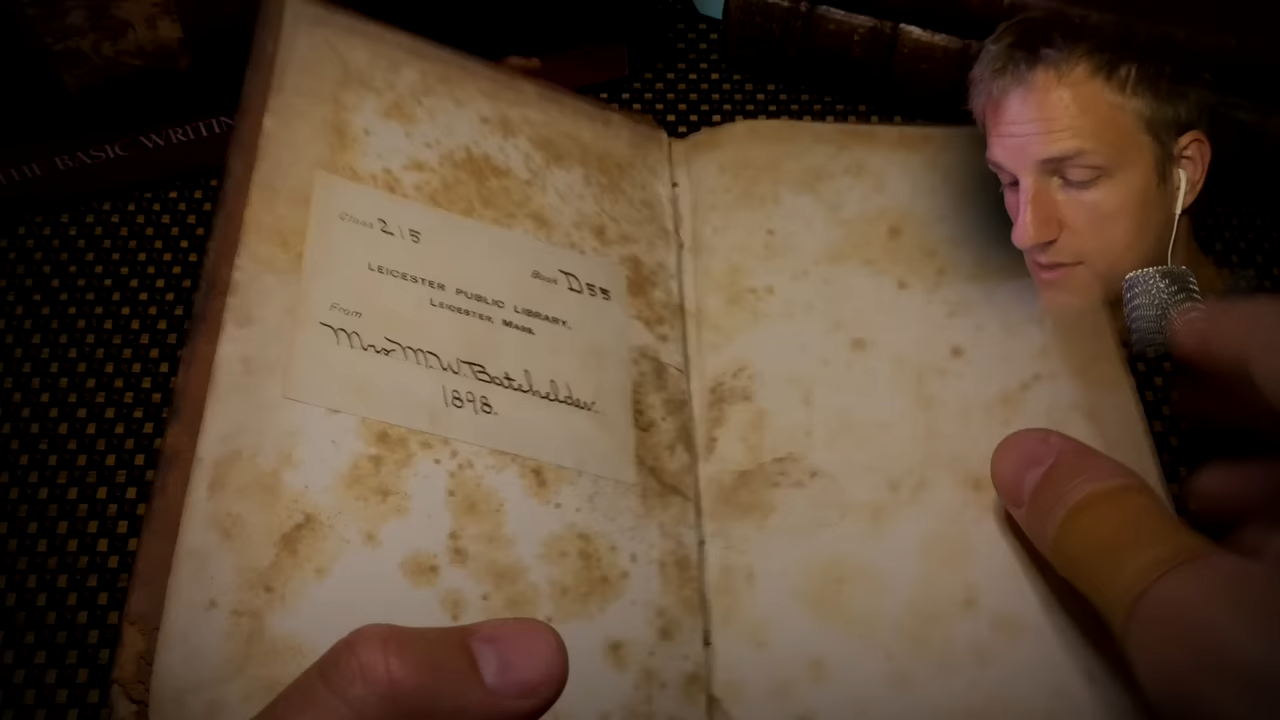 THE BASIC WRITIN
Class 215
Book D55
LEICESTER PUBLIC LIBRARY,
LEICESTER, MASS.
From
Mrs M. W. Batchelder.
1898.